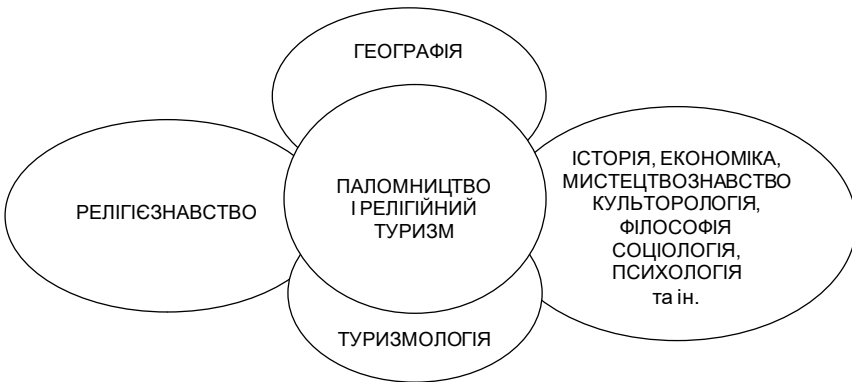 ГЕОГРАФІЯ
РЕЛІГІЄЗНАВСТВО
ПАЛОМНИЦТВО
І РЕЛІГІЙНИЙ
ТУРИЗМ
ІСТОРІЯ, ЕКОНОМІКА,
МИСТЕЦТВОЗНАВСТВО
КУЛЬТОРОЛОГІЯ,
ФІЛОСОФІЯ
СОЦІОЛОГІЯ,
ПСИХОЛОГІЯ
та ін.
ТУРИЗМОЛОГІЯ